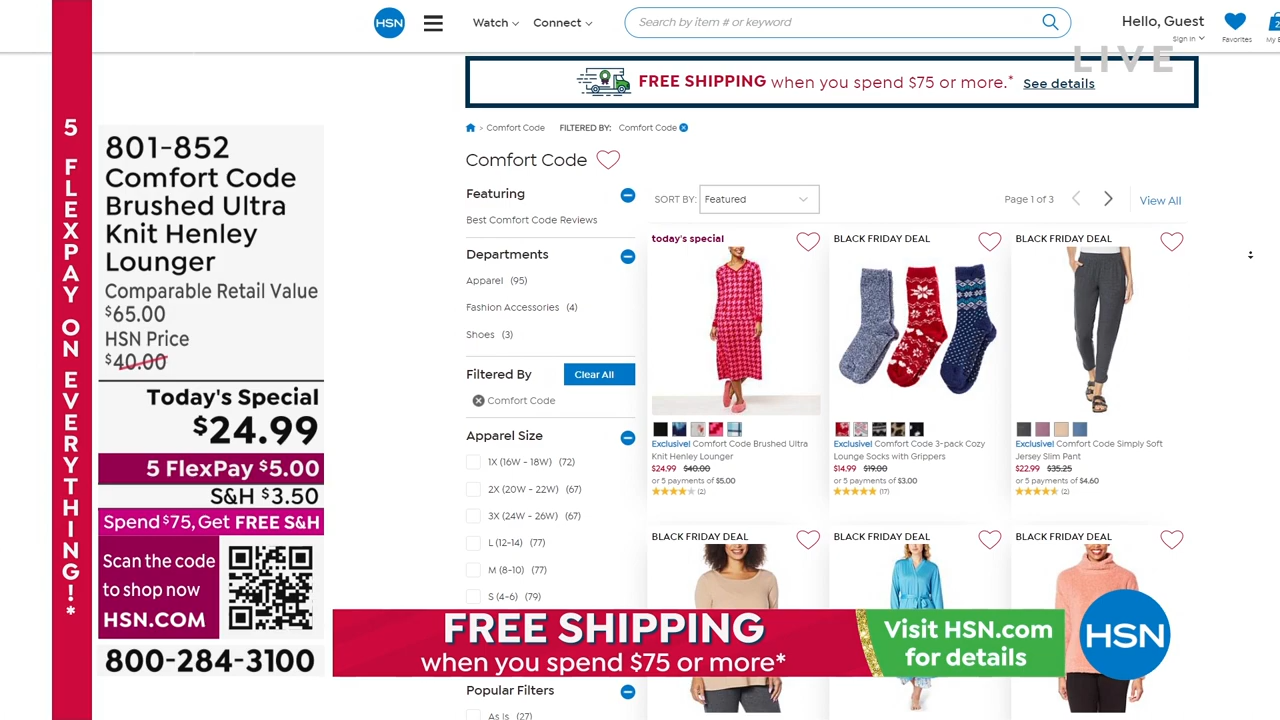 HSN
Watch
Connect
Search by item # or keyword
Hello, Guest
Sign In
Favorites
2
LIVE
FREE SHIPPING when you spend $75 or more.* See details
5 FLEXPAY ON EVERYTHING!*
801-852
Comfort Code
Brushed Ultra
Knit Henley
Lounger
Comparable Retail Value
$65.00
HSN Price
$40.00
Today's Special
$24.99
5 FlexPay $5.00
S&H $3.50
Spend $75, Get FREE S&H
Scan the code
to shop now
HSN.COM
800-284-3100
> Comfort Code FILTERED BY: Comfort Code
Comfort Code
Featuring
Best Comfort Code Reviews
Departments
Apparel (95)
Fashion Accessories (4)
Shoes (3)
Filtered By
Clear All
Comfort Code
Apparel Size
1X (16W - 18W) (72)
2X (20W - 22W) (67)
3X (24W - 26W) (67)
L (12-14) (77)
M (8-10) (77)
S (4-6) (79)
Popular Filters
As Is (27)
SORT BY: Featured
Page 1 of 3
View All
today's special
Exclusive! Comfort Code Brushed Ultra
Knit Henley Lounger
$24.99 $40.00
or 5 payments of $5.00
(2)
BLACK FRIDAY DEAL
Exclusive! Comfort Code 3-pack Cozy
Lounge Socks with Grippers
$14.99 $19.00
or 5 payments of $3.00
(17)
BLACK FRIDAY DEAL
Exclusive! Comfort Code Simply Soft
Jersey Slim Pant
$22.99 $35.25
or 5 payments of $4.60
(2)
BLACK FRIDAY DEAL
BLACK FRIDAY DEAL
BLACK FRIDAY DEAL
FREE SHIPPING
when you spend $75 or more*
Visit HSN.com
for details
HSN